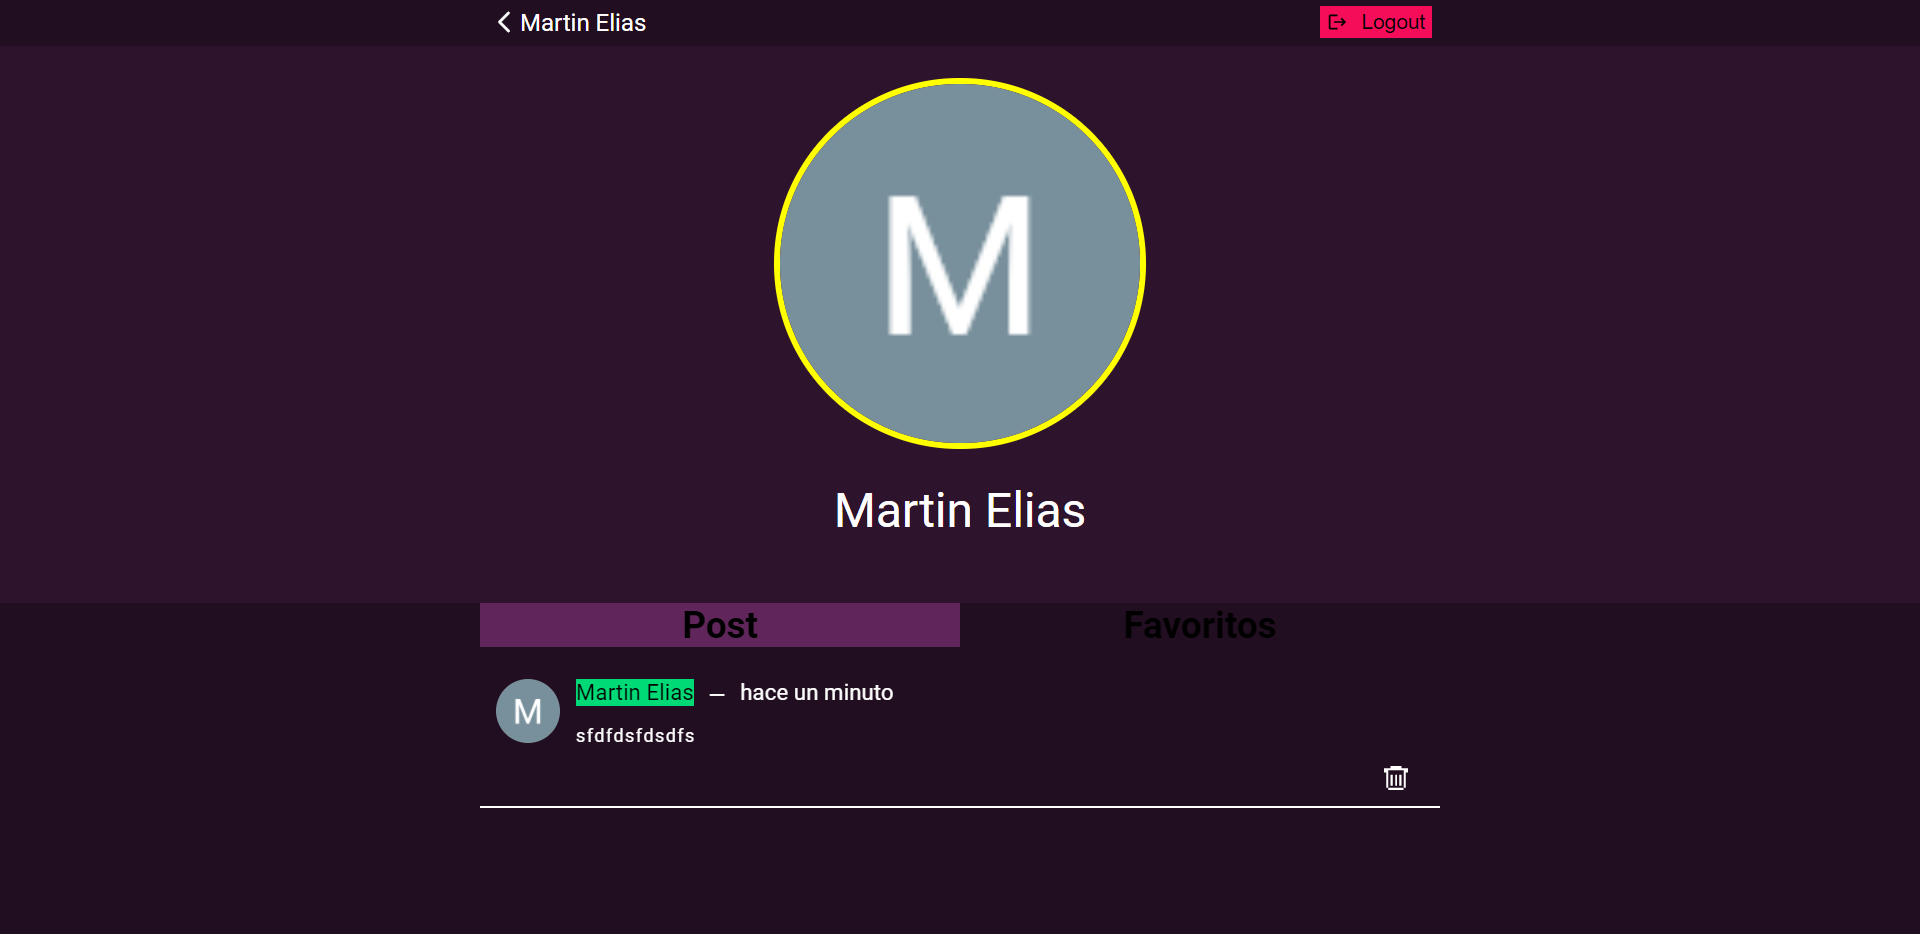 Martin Elias
Logout
M
Martin Elias
Post
Favoritos
M
Martin Elias — hace un minuto
sfdfdsfdsdfs